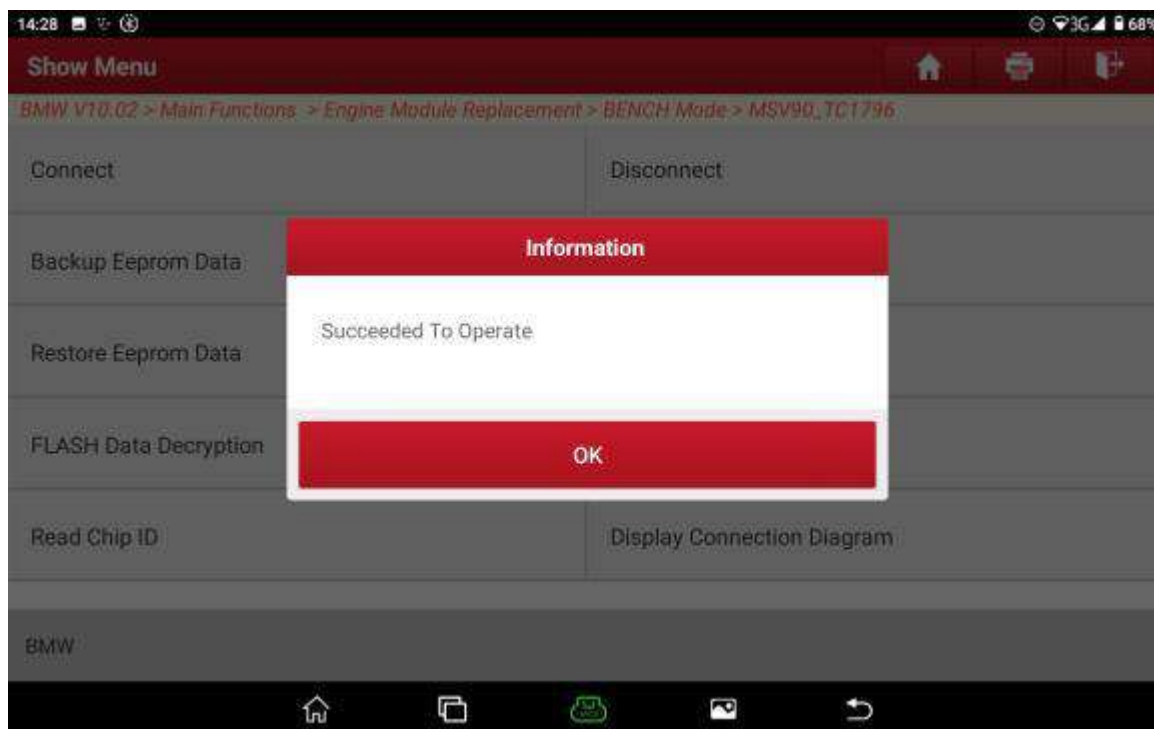 14:28 3G 68%
Show Menu
BMW V10.02 > Main Functions > Engine Module Replacement > BENCH Mode > MSV90_TC1796
Connect Disconnect
Information
Backup Eeprom Data
Succeeded To Operate
Restore Eeprom Data
FLASH Data Decryption
OK
Read Chip ID Display Connection Diagram
BMW